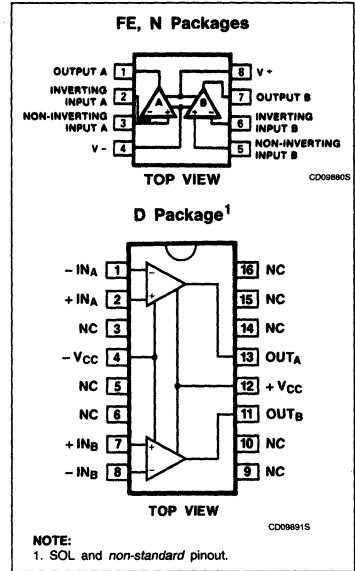 FE, N Packages
OUTPUT A 1
8 V +
INVERTING INPUT A 2
7 OUTPUT B
NON-INVERTING INPUT A 3
6 INVERTING INPUT B
V - 4
5 NON-INVERTING INPUT B
A
B
TOP VIEW
CD09880S
D Package1
- INA 1
16 NC
+ INA 2
15 NC
NC 3
14 NC
- VCC 4
13 OUTA
NC 5
12 + VCC
NC 6
11 OUTB
+ INB 7
10 NC
- INB 8
9 NC
TOP VIEW
CD09891S
NOTE:
1. SOL and non-standard pinout.